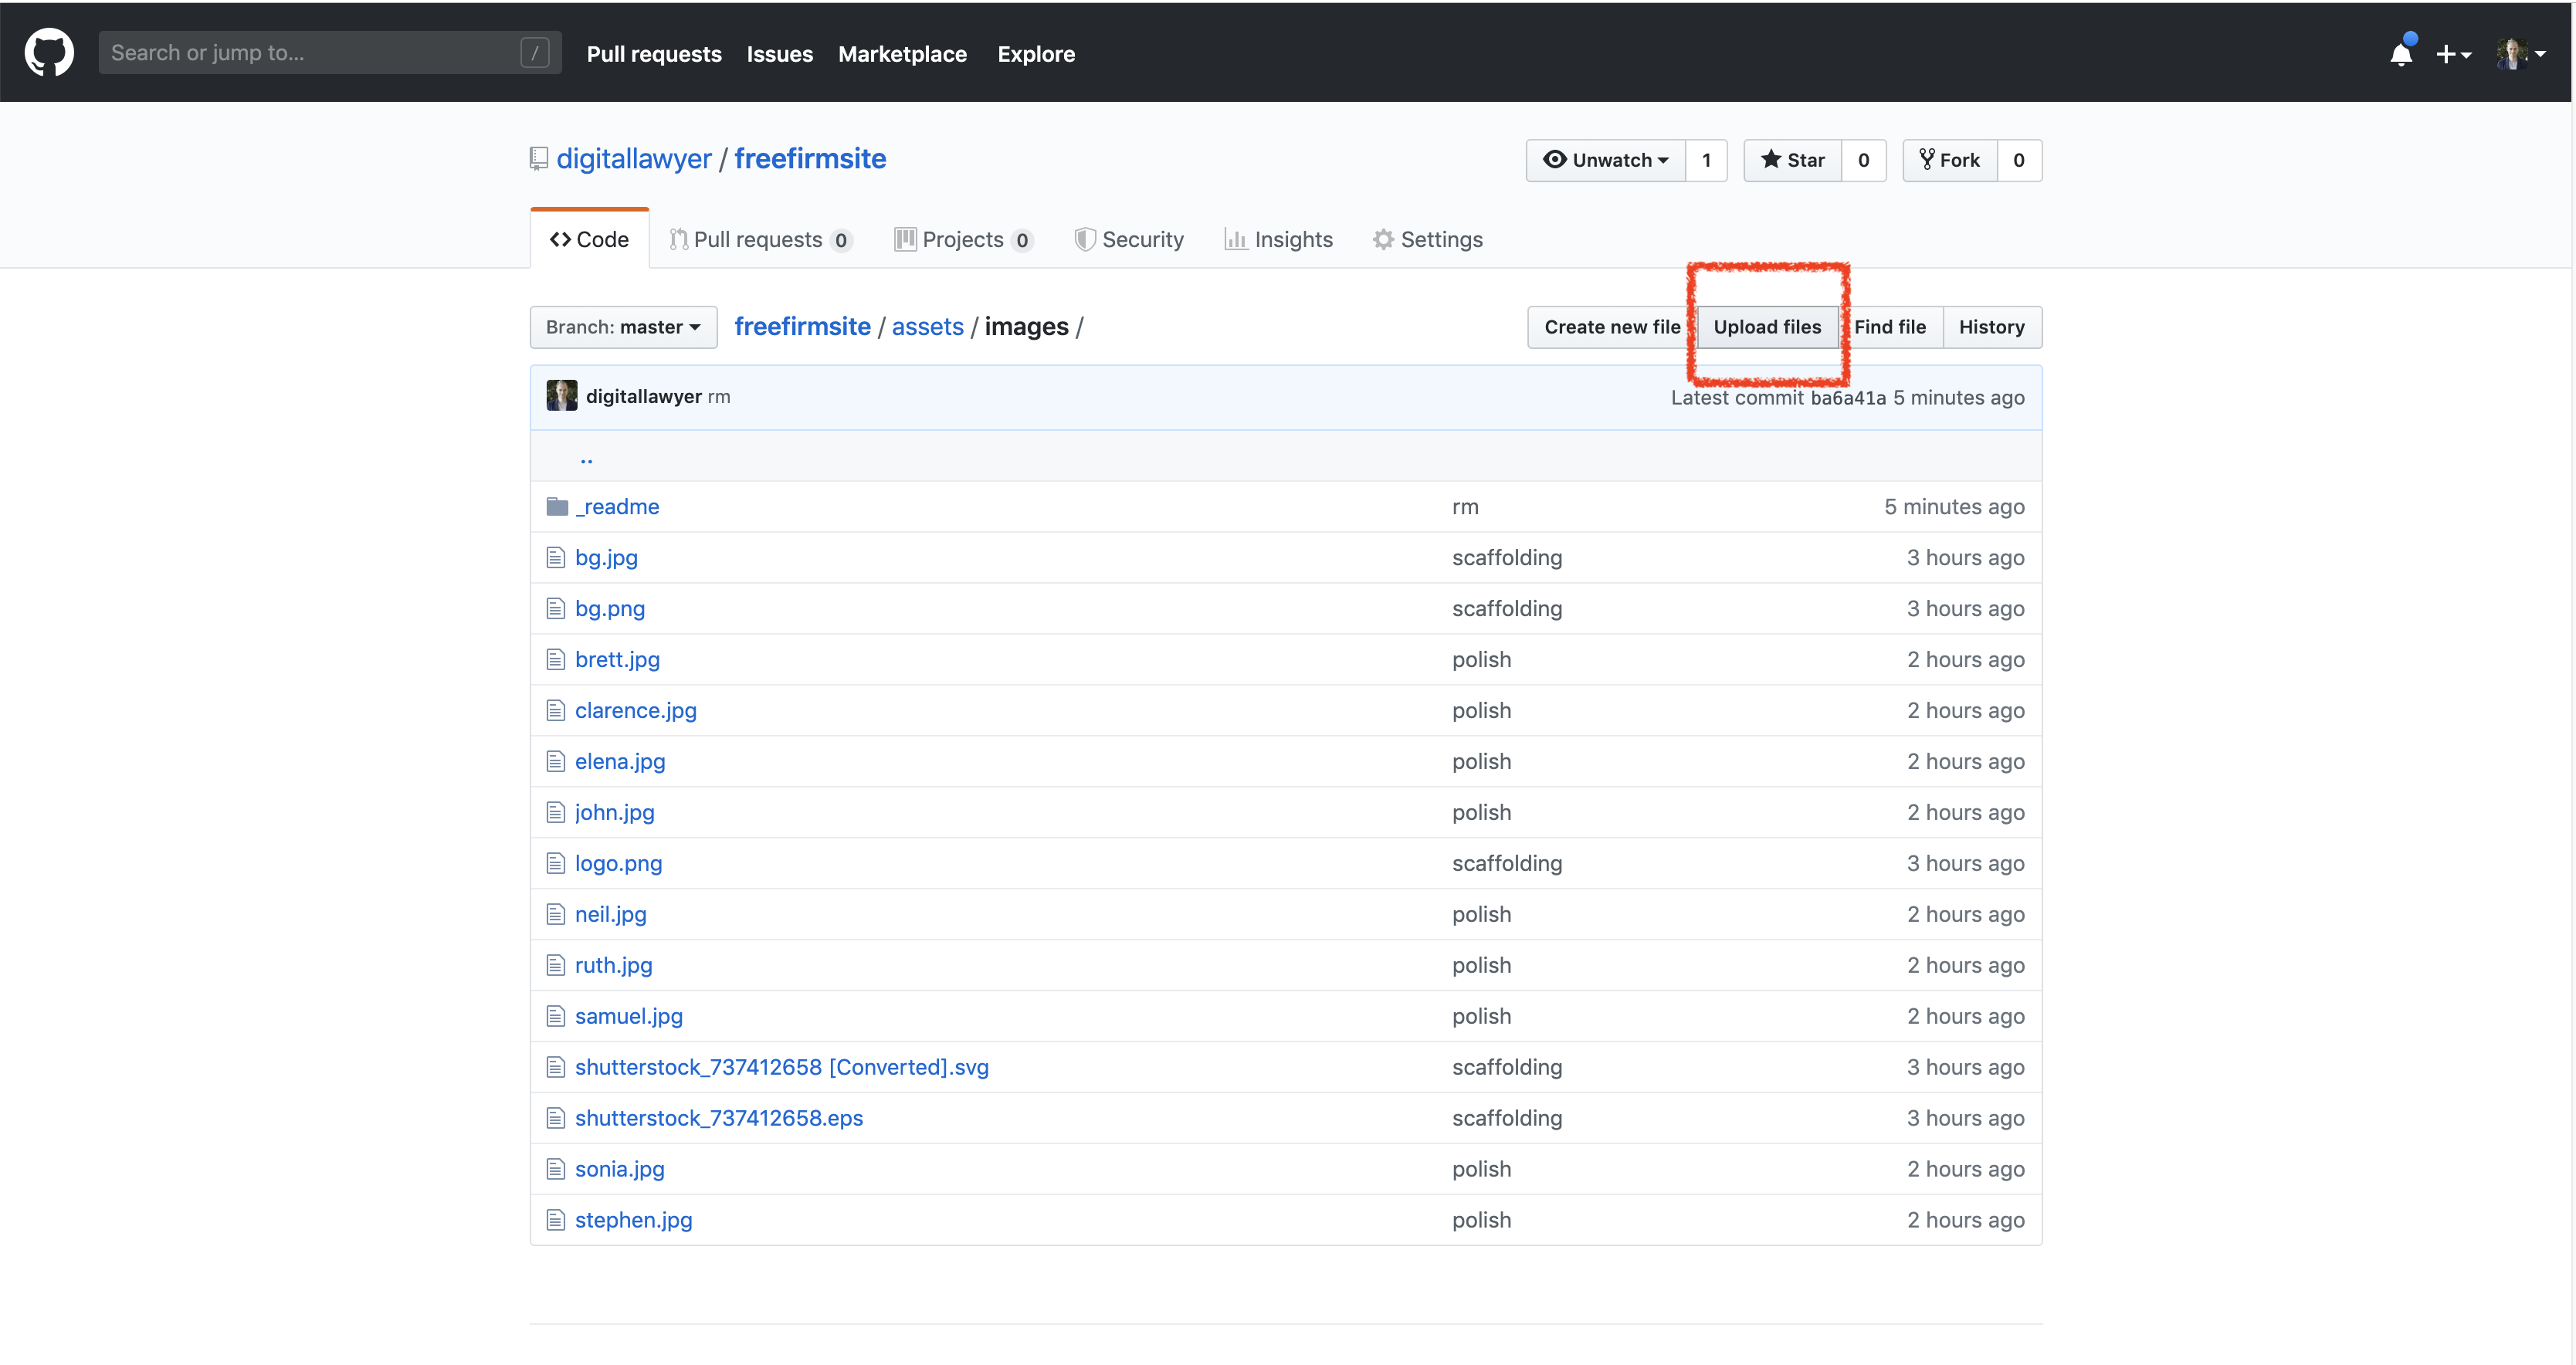 Search or jump to... / Pull requests Issues Marketplace Explore
digitallawyer / freefirmsite Unwatch 1 Star 0 Fork 0
Code Pull requests 0 Projects 0 Security Insights Settings
Branch: master freefirmsite / assets / images / Create new file Upload files Find file History
digitallawyer rm Latest commit ba6a41a 5 minutes ago
..
_readme rm 5 minutes ago
bg.jpg scaffolding 3 hours ago
bg.png scaffolding 3 hours ago
brett.jpg polish 2 hours ago
clarence.jpg polish 2 hours ago
elena.jpg polish 2 hours ago
john.jpg polish 2 hours ago
logo.png scaffolding 3 hours ago
neil.jpg polish 2 hours ago
ruth.jpg polish 2 hours ago
samuel.jpg polish 2 hours ago
shutterstock_737412658 [Converted].svg scaffolding 3 hours ago
shutterstock_737412658.eps scaffolding 3 hours ago
sonia.jpg polish 2 hours ago
stephen.jpg polish 2 hours ago